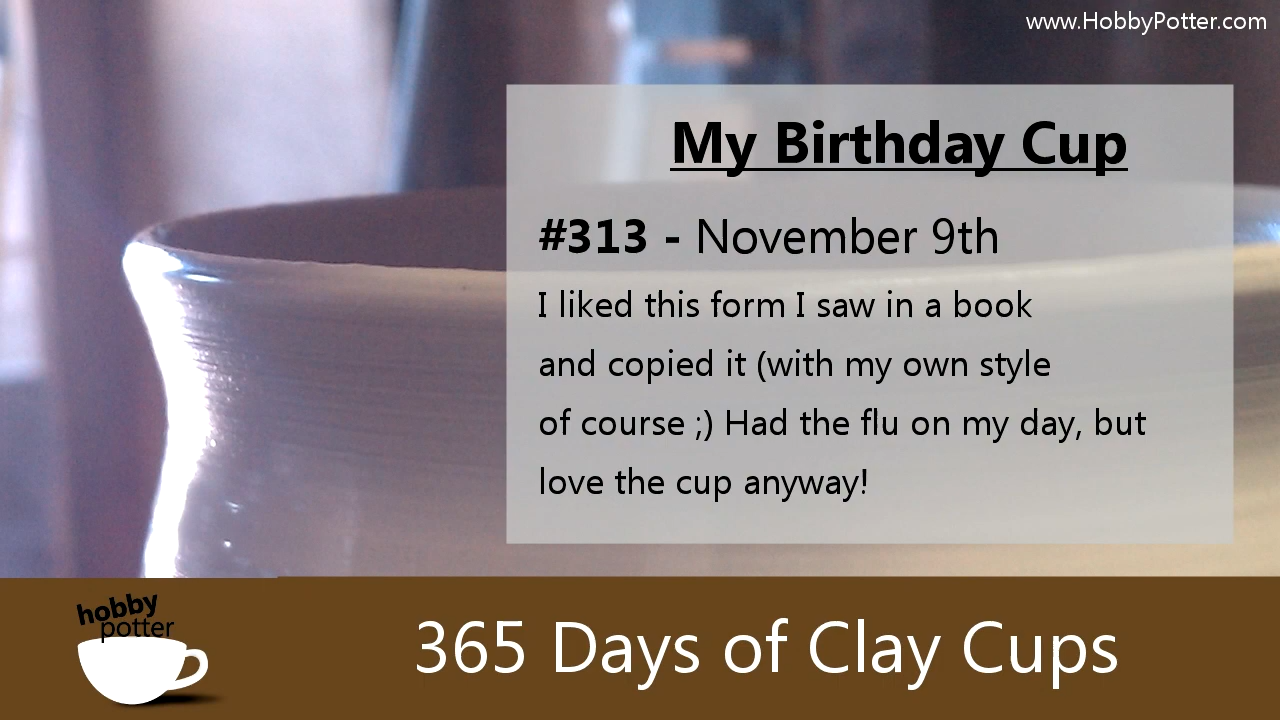 www.HobbyPotter.com
My Birthday Cup
#313 - November 9th
I liked this form I saw in a book
and copied it (with my own style
of course ;) Had the flu on my day, but
love the cup anyway!
hobby
potter
365 Days of Clay Cups